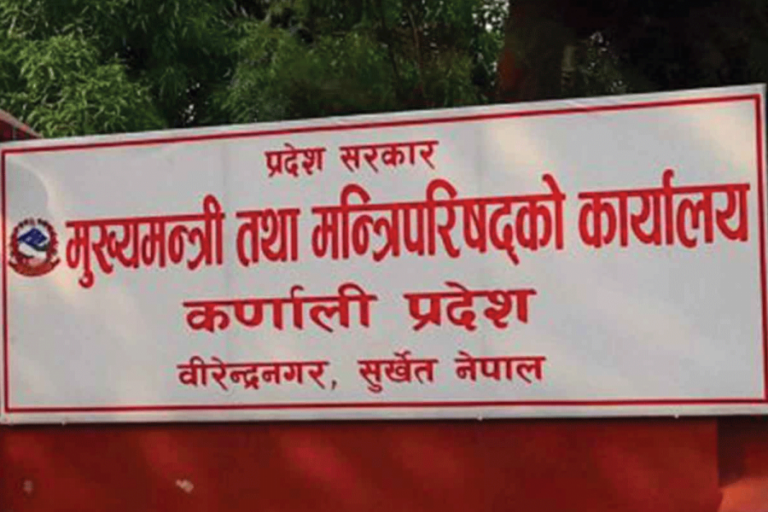 प्रदेश सरकार
मुख्यमन्त्री तथा मन्त्रिपरिषद्को कार्यालय
कर्णाली प्रदेश
वीरेन्द्रनगर, सुर्खेत नेपाल